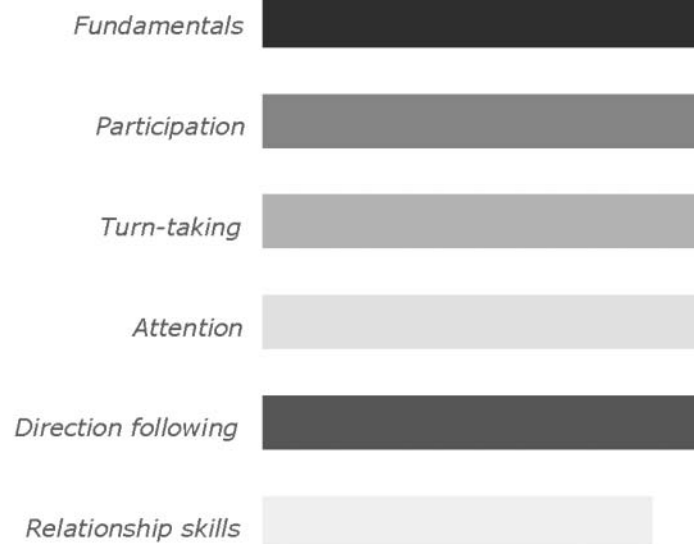 Fundamentals
Participation
Turn-taking
Attention
Direction following
Relationship skills